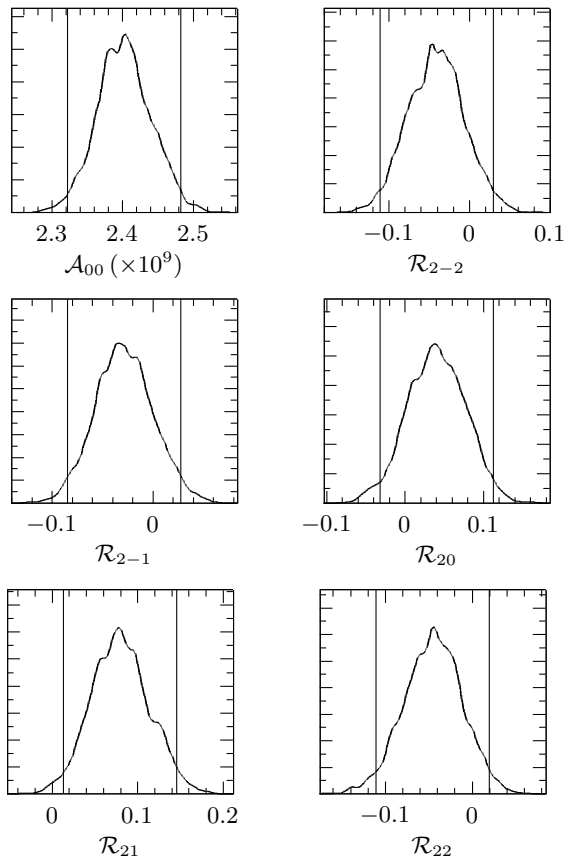 2.3 2.4 2.5
−0.1 0 0.1
𝒜₀₀ (×10⁹)
ℛ₂₋₂
−0.1 0
−0.1 0 0.1
ℛ₂₋₁
ℛ₂₀
0 0.1 0.2
−0.1 0
ℛ₂₁
ℛ₂₂